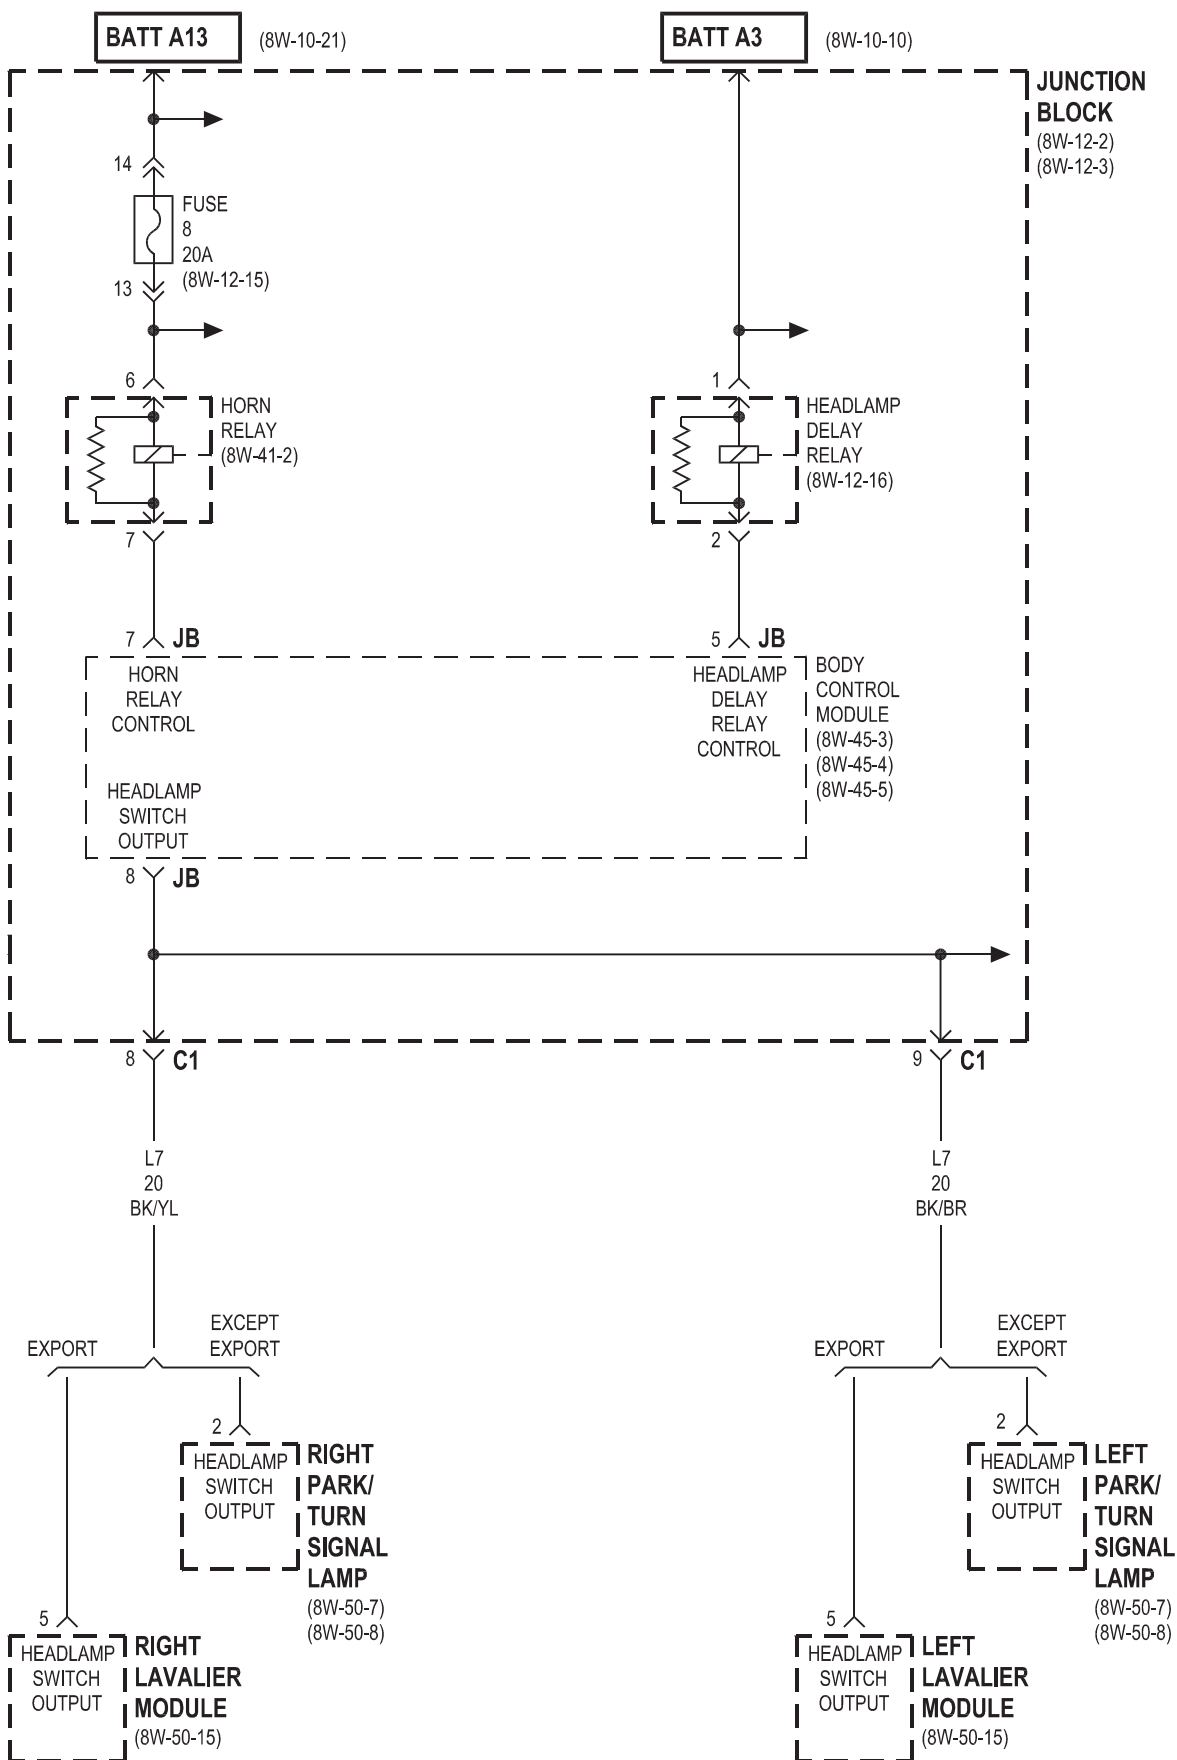 BATT A13
(8W-10-21)
BATT A3
(8W-10-10)
JUNCTION
BLOCK
(8W-12-2)
(8W-12-3)
14
FUSE
8
20A
(8W-12-15)
13
6
HORN
RELAY
(8W-41-2)
7
1
HEADLAMP
DELAY
RELAY
(8W-12-16)
2
7
JB
5
JB
HORN
RELAY
CONTROL
HEADLAMP
DELAY
RELAY
CONTROL
BODY
CONTROL
MODULE
(8W-45-3)
(8W-45-4)
(8W-45-5)
HEADLAMP
SWITCH
OUTPUT
8
JB
8
C1
9
C1
L7
20
BK/YL
L7
20
BK/BR
EXPORT
EXCEPT
EXPORT
EXPORT
EXCEPT
EXPORT
2
HEADLAMP
SWITCH
OUTPUT
RIGHT
PARK/
TURN
SIGNAL
LAMP
(8W-50-7)
(8W-50-8)
2
HEADLAMP
SWITCH
OUTPUT
LEFT
PARK/
TURN
SIGNAL
LAMP
(8W-50-7)
(8W-50-8)
5
HEADLAMP
SWITCH
OUTPUT
RIGHT
LAVALIER
MODULE
(8W-50-15)
5
HEADLAMP
SWITCH
OUTPUT
LEFT
LAVALIER
MODULE
(8W-50-15)